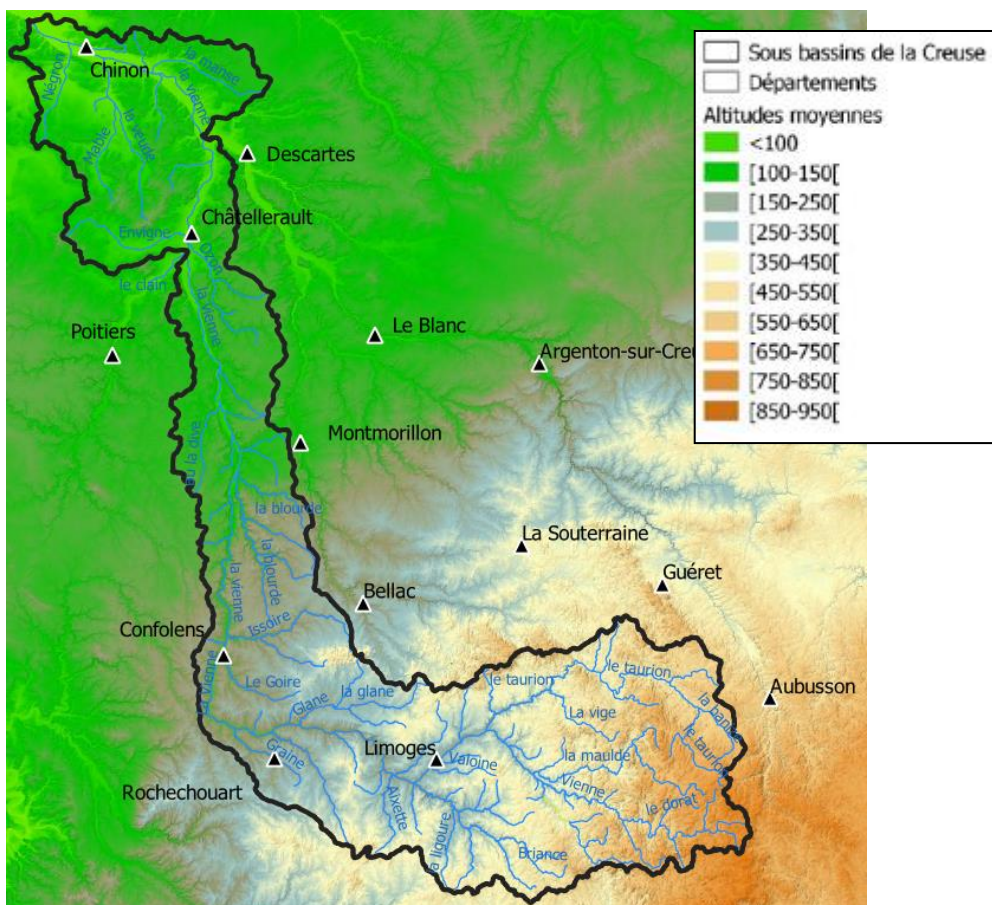 Sous bassins de la Creuse
Départements
Altitudes moyennes
<100
[100-150[
[150-250[
[250-350[
[350-450[
[450-550[
[550-650[
[650-750[
[750-850[
[850-950[
Chinon
la manse
Négron
la vienne
Mable
la veude
Descartes
Châtellerault
Envigne
Ozon
le clain
la vienne
Poitiers
Le Blanc
Argenton-sur-Creu
Montmorillon
ou la dive
la blourde
la blourde
La Souterraine
la vienne
Guéret
Bellac
Issoire
Confolens
Le Goire
la glane
le taurion
le taurion
Aubusson
La vienne
Glane
La vige
le taurion
Limoges
Valoine
la maulde
Graine
Rochechouart
Vienne
Aixette
le dorat
la ligoure
Briance